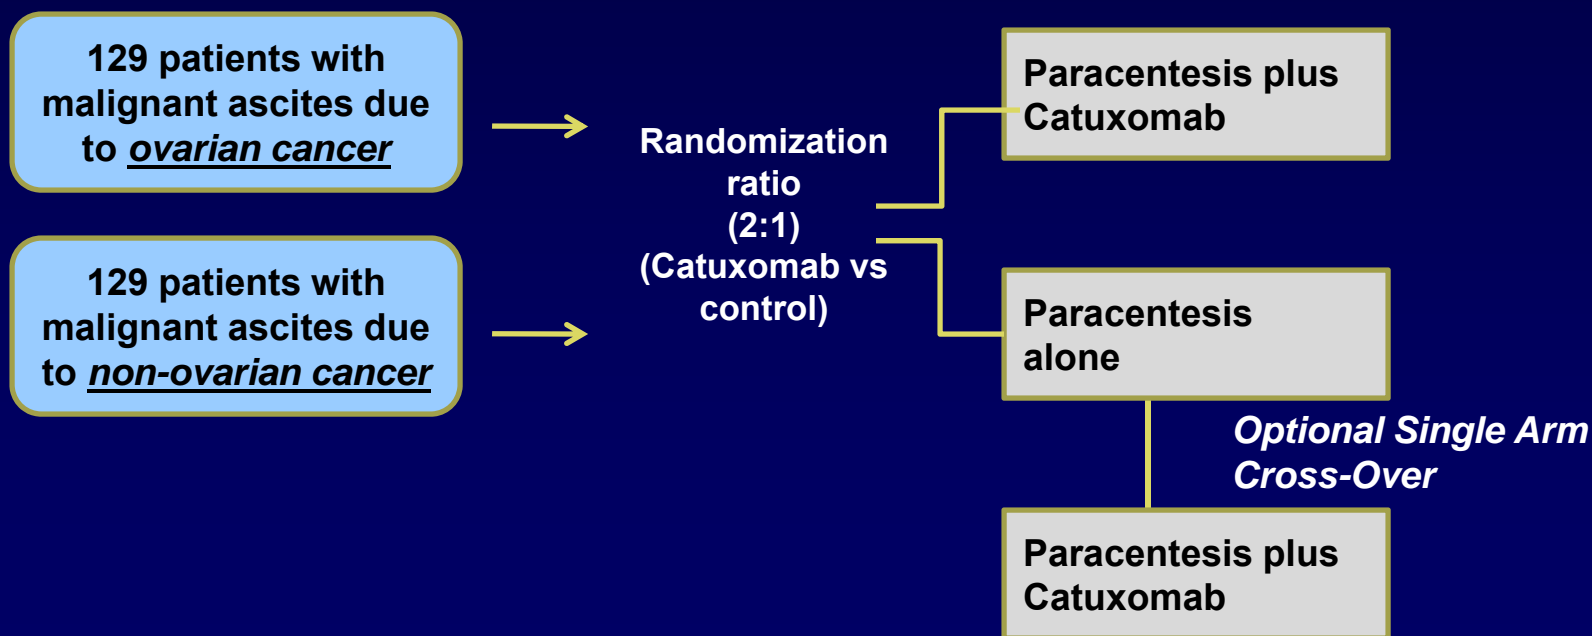 129 patients with
malignant ascites due
to ovarian cancer
129 patients with
malignant ascites due
to non-ovarian cancer
Randomization
ratio
(2:1)
(Catuxomab vs
control)
Paracentesis plus
Catuxomab
Paracentesis
alone
Optional Single Arm
Cross-Over
Paracentesis plus
Catuxomab